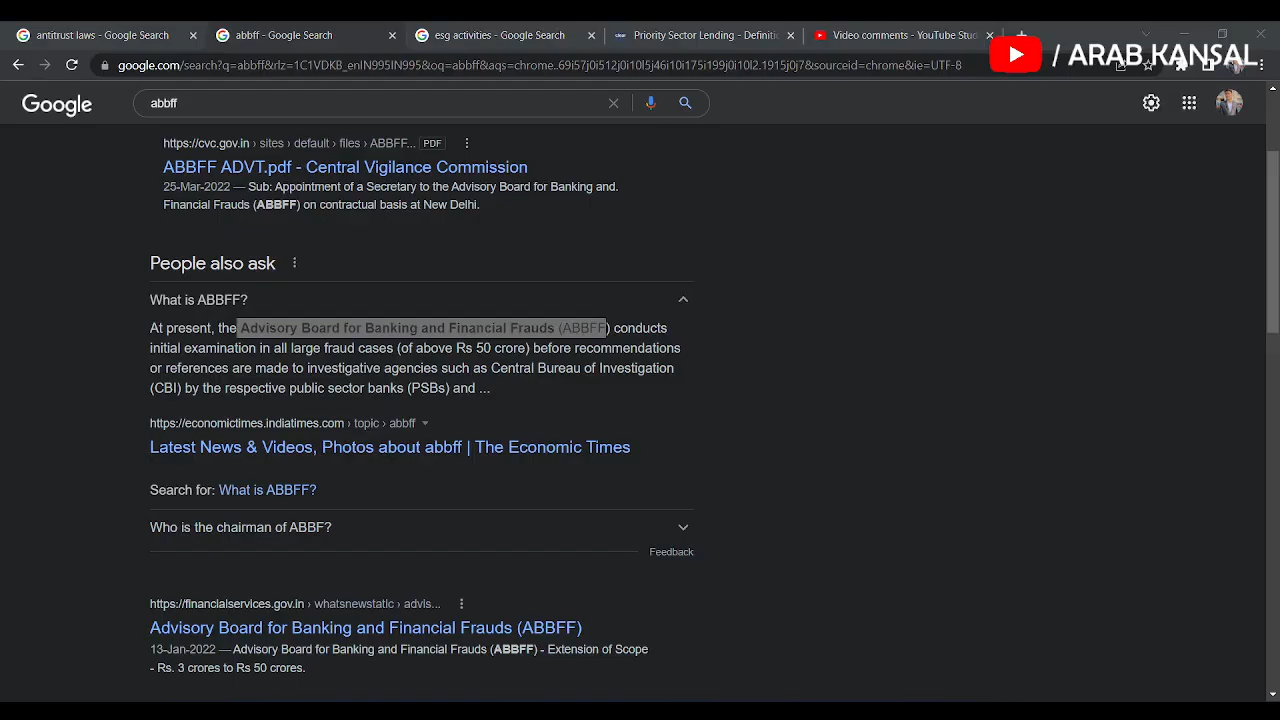 antitrust laws - Google Search
abbff - Google Search
esg activities - Google Search
Priority Sector Lending - Definiti
Video comments - YouTube Stud
/ ARAB KANSAL
google.com/search?q=abbff&rlz=1C1VDKB_enIN995IN995&oq=abbff&aqs=chrome..69i57j0i512j0i10l5j46i10i175i199j0i10l2.1915j0j7&sourceid=chrome&ie=UTF-8
Google
abbff
https://cvc.gov.in › sites › default › files › ABBFF... PDF
ABBFF ADVT.pdf - Central Vigilance Commission
25-Mar-2022 — Sub: Appointment of a Secretary to the Advisory Board for Banking and.
Financial Frauds (ABBFF) on contractual basis at New Delhi.
People also ask
What is ABBFF?
At present, the Advisory Board for Banking and Financial Frauds (ABBFF) conducts
initial examination in all large fraud cases (of above Rs 50 crore) before recommendations
or references are made to investigative agencies such as Central Bureau of Investigation
(CBI) by the respective public sector banks (PSBs) and ...
https://economictimes.indiatimes.com › topic › abbff
Latest News & Videos, Photos about abbff | The Economic Times
Search for: What is ABBFF?
Who is the chairman of ABBF?
Feedback
https://financialservices.gov.in › whatsnewstatic › advis...
Advisory Board for Banking and Financial Frauds (ABBFF)
13-Jan-2022 — Advisory Board for Banking and Financial Frauds (ABBFF) - Extension of Scope
- Rs. 3 crores to Rs 50 crores.